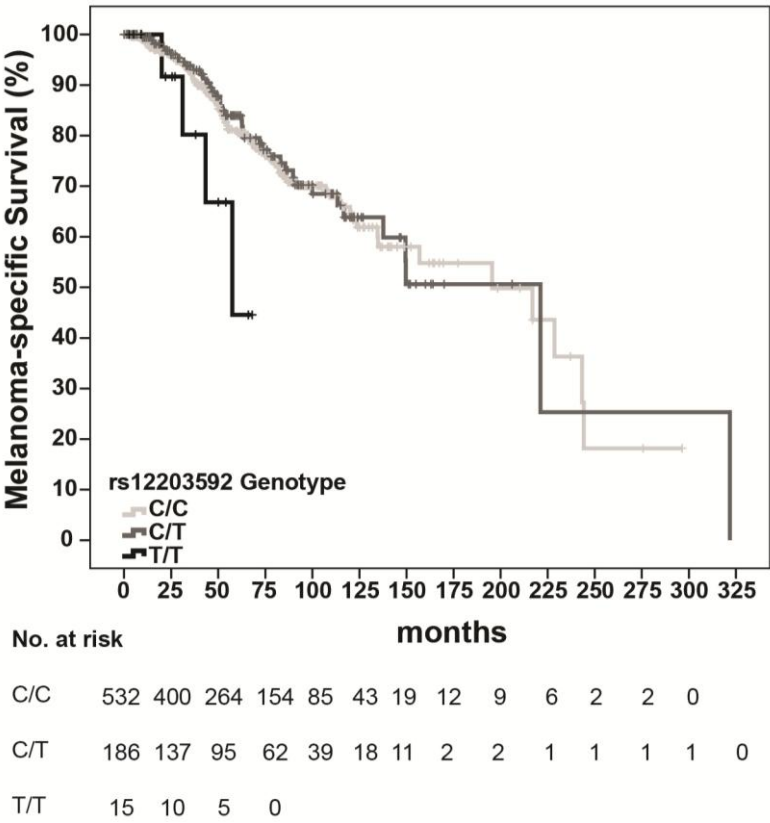 Melanoma-specific Survival (%)
100
90
80
70
60
50
40
30
20
10
0
rs12203592 Genotype
C/C
C/T
T/T
0 25 50 75 100 125 150 175 200 225 250 275 300 325
months
No. at risk
C/C 532 400 264 154 85 43 19 12 9 6 2 2 0
C/T 186 137 95 62 39 18 11 2 2 1 1 1 1 0
T/T 15 10 5 0